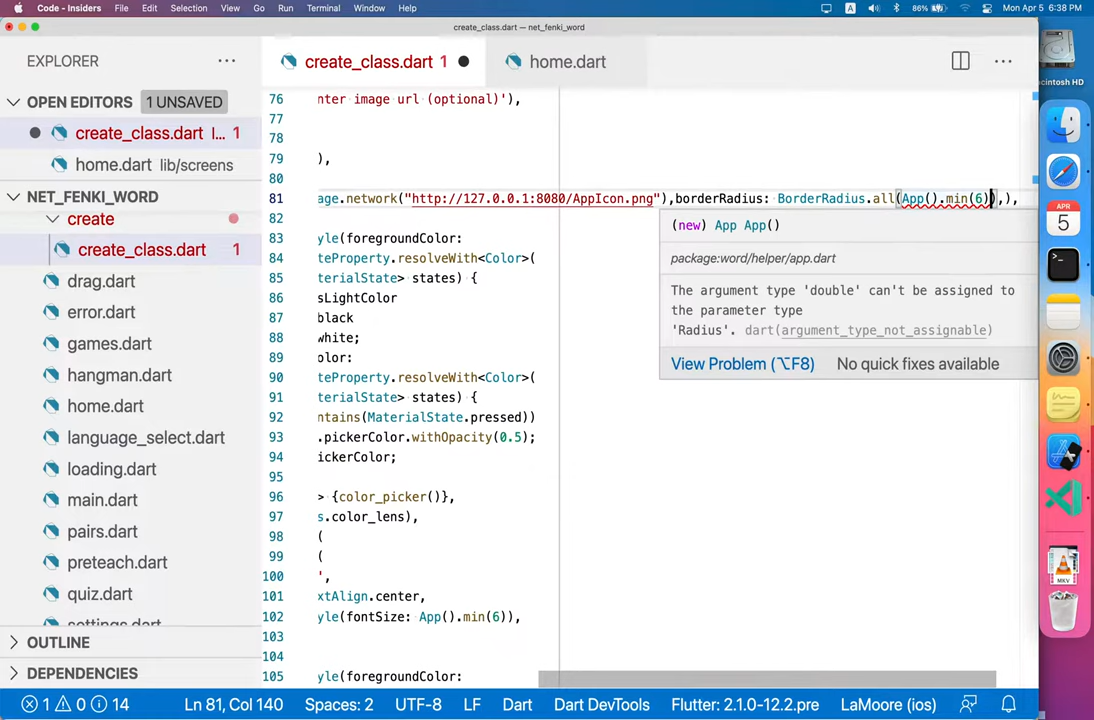 Code - Insiders File Edit Selection View Go Run Terminal Window Help A 86% Mon Apr 5 6:38 PM
create_class.dart — net_fenki_word
EXPLORER
create_class.dart 1
home.dart
OPEN EDITORS 1 UNSAVED
create_class.dart l... 1
home.dart lib/screens
NET_FENKI_WORD
create
create_class.dart 1
drag.dart
error.dart
games.dart
hangman.dart
home.dart
language_select.dart
loading.dart
main.dart
pairs.dart
preteach.dart
quiz.dart
settings.dart
OUTLINE
DEPENDENCIES
76 nter image url (optional)'),
77
78
79 ),
80
81 age.network("http://127.0.0.1:8080/AppIcon.png"),borderRadius: BorderRadius.all(App().min(6)),),
82
83 yle(foregroundColor:
84 teProperty.resolveWith<Color>(
85 terialState> states) {
86 sLightColor
87 black
88 white;
89 olor:
90 teProperty.resolveWith<Color>(
91 terialState> states) {
92 ntains(MaterialState.pressed))
93 .pickerColor.withOpacity(0.5);
94 ickerColor;
95
96 > {color_picker()},
97 s.color_lens),
98 (
99 (
100 ',
101 xtAlign.center,
102 yle(fontSize: App().min(6)),
103
104
105 yle(foregroundColor:
(new) App App()
package:word/helper/app.dart
The argument type 'double' can't be assigned to
the parameter type
'Radius'. dart(argument_type_not_assignable)
View Problem (⌥F8) No quick fixes available
acintosh HD
APR
5
MKV
1 0 14 Ln 81, Col 140 Spaces: 2 UTF-8 LF Dart Dart DevTools Flutter: 2.1.0-12.2.pre LaMoore (ios)